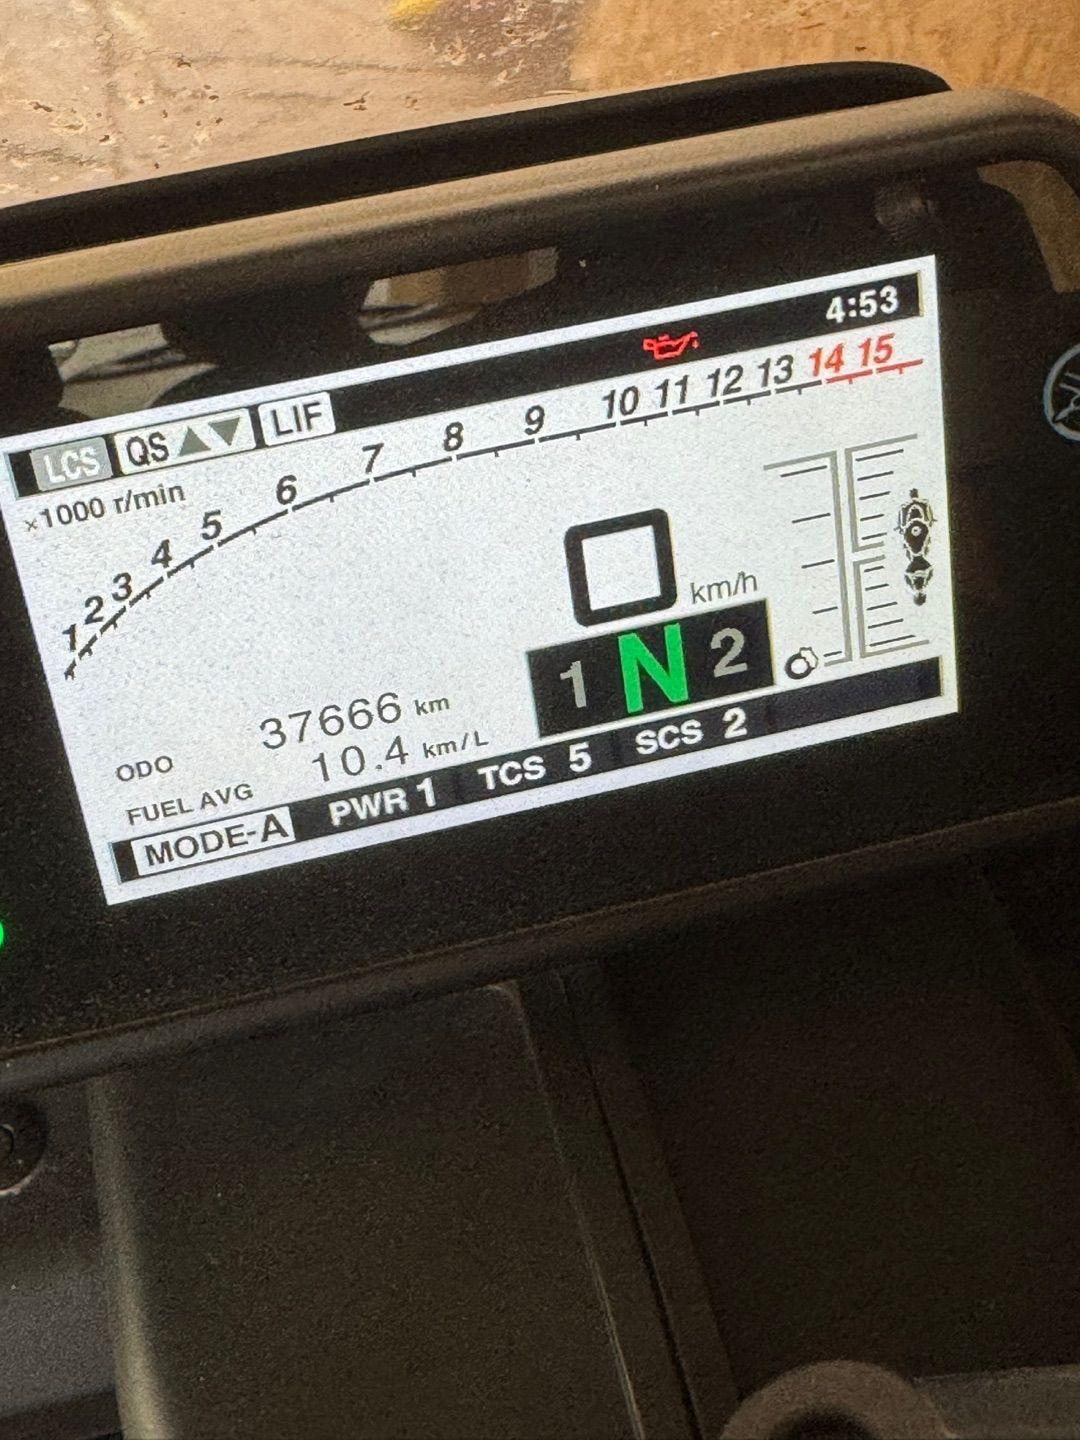 4:53
LCS QS LIF
×1000 r/min
1 2 3 4 5 6 7 8 9 10 11 12 13 14 15
0 km/h
1 N 2
ODO 37666 km
FUEL AVG 10.4 km/L
MODE-A PWR 1 TCS 5 SCS 2